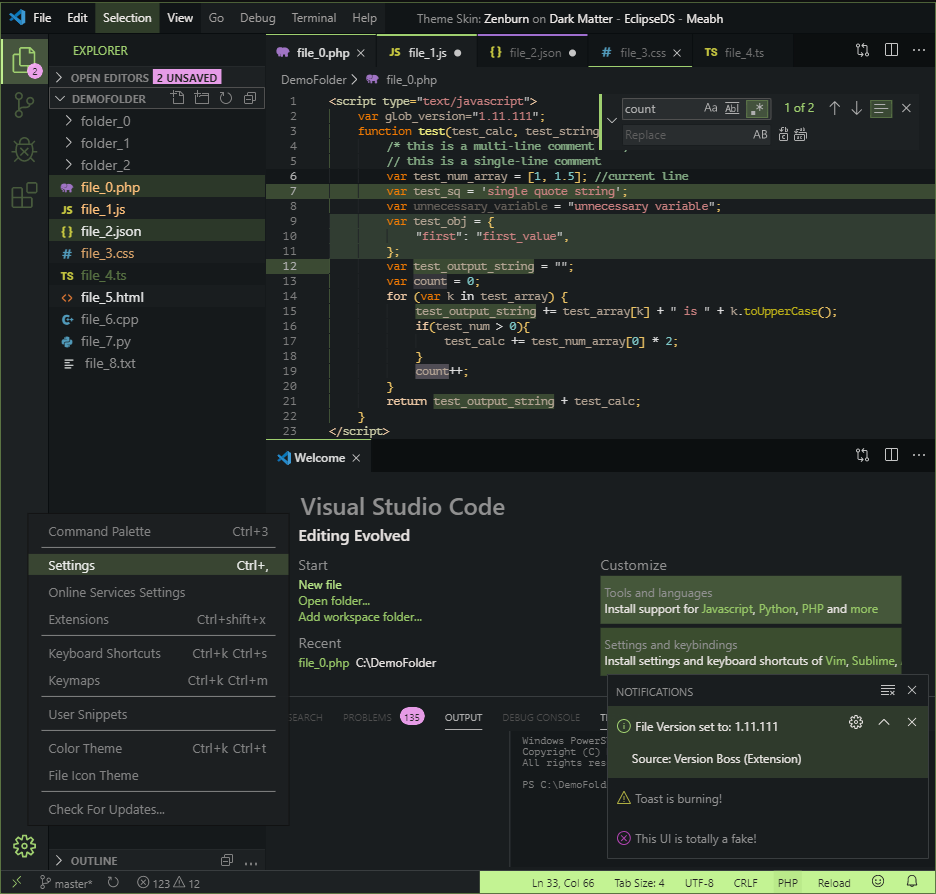 File Edit Selection View Go Debug Terminal Help Theme Skin: Zenburn on Dark Matter - EclipseDS - Meabh
EXPLORER
2
OPEN EDITORS 2 UNSAVED
DEMOFOLDER
folder_0
folder_1
folder_2
file_0.php
JS file_1.js
{} file_2.json
# file_3.css
TS file_4.ts
<> file_5.html
file_6.cpp
file_7.py
file_8.txt
file_0.php JS file_1.js {} file_2.json # file_3.css TS file_4.ts
DemoFolder > file_0.php
count Aa Abl .* 1 of 2
Replace AB
1 <script type="text/javascript">
2 var glob_version="1.11.111";
3 function test(test_calc, test_string
4 /* this is a multi-line comment
5 // this is a single-line comment
6 var test_num_array = [1, 1.5]; //current line
7 var test_sq = 'single quote string';
8 var unnecessary_variable = "unnecessary variable";
9 var test_obj = {
10 "first": "first_value",
11 };
12 var test_output_string = "";
13 var count = 0;
14 for (var k in test_array) {
15 test_output_string += test_array[k] + " is " + k.toUpperCase();
16 if(test_num > 0){
17 test_calc += test_num_array[0] * 2;
18 }
19 count++;
20 }
21 return test_output_string + test_calc;
22 }
23 </script>
Welcome
Visual Studio Code
Editing Evolved
Start
New file
Open folder...
Add workspace folder...
Recent
file_0.php C:\DemoFolder
Customize
Tools and languages
Install support for Javascript, Python, PHP and more
Settings and keybindings
Install settings and keyboard shortcuts of Vim, Sublime,
Command Palette Ctrl+3
Settings Ctrl+,
Online Services Settings
Extensions Ctrl+shift+x
Keyboard Shortcuts Ctrl+k Ctrl+s
Keymaps Ctrl+k Ctrl+m
User Snippets
Color Theme Ctrl+k Ctrl+t
File Icon Theme
Check For Updates...
SEARCH PROBLEMS 135 OUTPUT DEBUG CONSOLE T
Windows PowerS
Copyright (C)
All rights res
PS C:\DemoFold
NOTIFICATIONS
File Version set to: 1.11.111
Source: Version Boss (Extension)
Toast is burning!
This UI is totally a fake!
OUTLINE
master* 123 12 Ln 33, Col 66 Tab Size: 4 UTF-8 CRLF PHP Reload